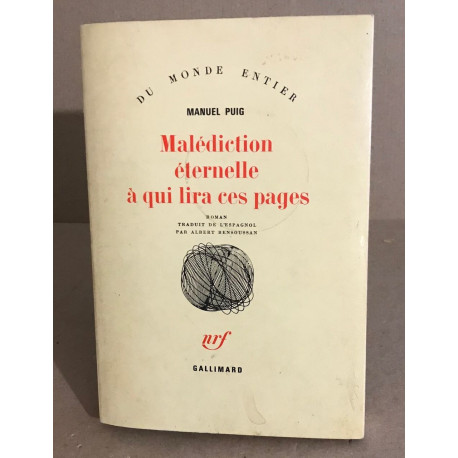 DU MONDE ENTIER
MANUEL PUIG
Malédiction
éternelle
à qui lira ces pages
ROMAN
TRADUIT DE L'ESPAGNOL
PAR ALBERT BENSOUSSAN
nrf
GALLIMARD